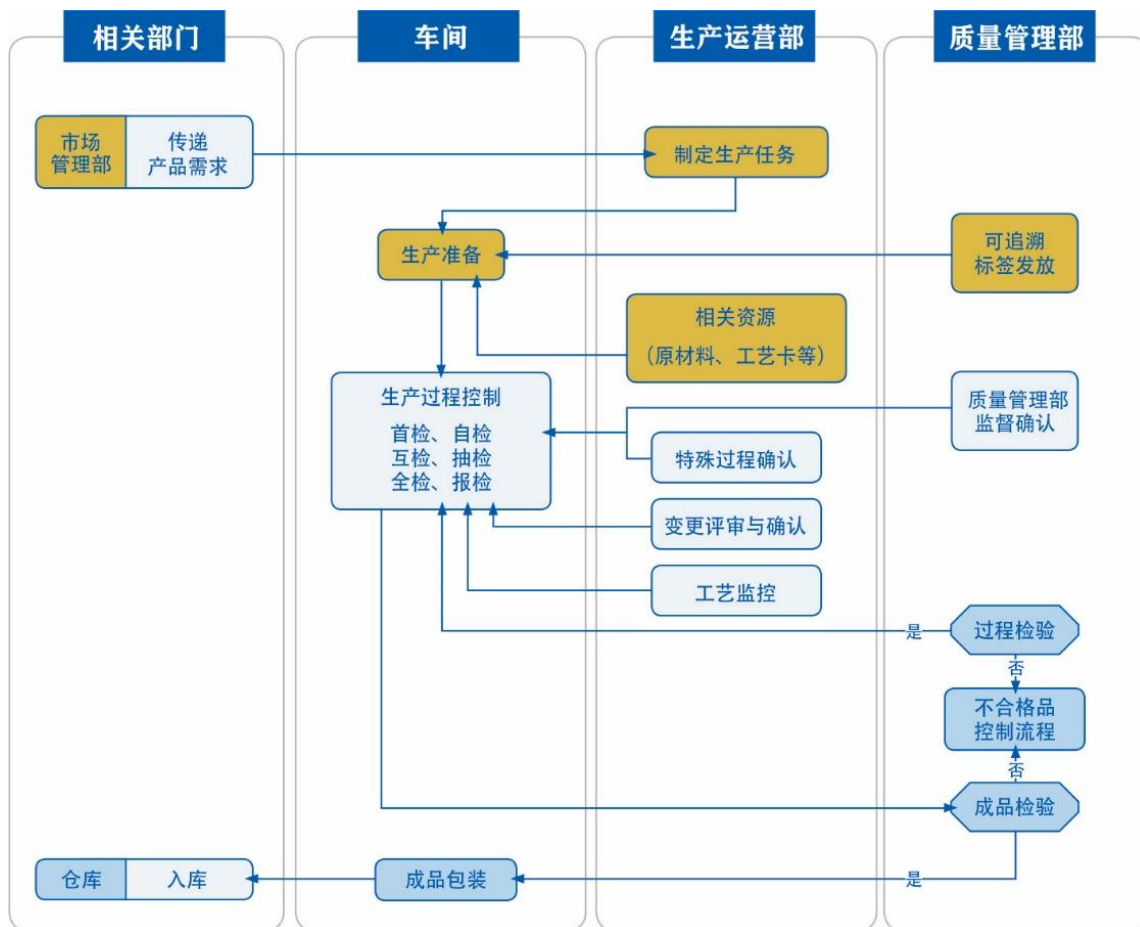 相关部门
车间
生产运营部
质量管理部
市场
管理部
传递
产品需求
制定生产任务
生产准备
可追溯
标签发放
相关资源
（原材料、工艺卡等）
生产过程控制
首检、自检
互检、抽检
全检、报检
质量管理部
监督确认
特殊过程确认
变更评审与确认
工艺监控
是
过程检验
否
不合格品
控制流程
否
成品检验
仓库
入库
成品包装
是